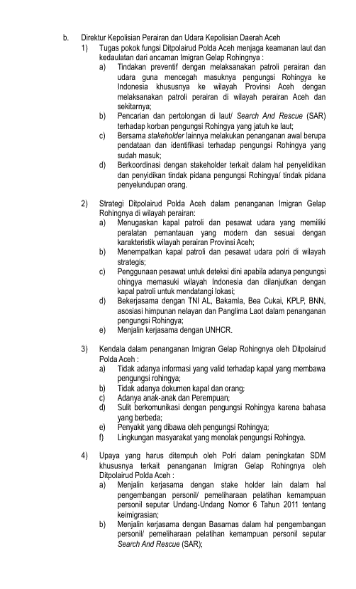 b. Direktur Kepolisian Perairan dan Udara Kepolisian Daerah Aceh
1) Tugas pokok fungsi Ditpolairud Polda Aceh menjaga keamanan laut dan
kedaulatan dari ancaman Imigran Gelap Rohingnya :
a) Tindakan preventif dengan melaksanakan patroli perairan dan
udara guna mencegah masuknya pengungsi Rohingya ke
Indonesia khususnya ke wilayah Provinsi Aceh dengan
melaksanakan patroli perairan di wilayah perairan Aceh dan
sekitarnya;
b) Pencarian dan pertolongan di laut/ Search And Rescue (SAR)
terhadap korban pengungsi Rohingya yang jatuh ke laut;
c) Bersama stakeholder lainnya melakukan penanganan awal berupa
pendataan dan identifikasi terhadap pengungsi Rohingya yang
sudah masuk;
d) Berkoordinasi dengan stakeholder terkait dalam hal penyelidikan
dan penyidikan tindak pidana pengungsi Rohingya/ tindak pidana
penyelundupan orang.
2) Strategi Ditpolairud Polda Aceh dalam penanganan Imigran Gelap
Rohingnya di wilayah perairan:
a) Menugaskan kapal patroli dan pesawat udara yang memiliki
peralatan pemantauan yang modern dan sesuai dengan
karakteristik wilayah perairan Provinsi Aceh;
b) Menempatkan kapal patroli dan pesawat udara polri di wilayah
strategis;
c) Penggunaan pesawat untuk deteksi dini apabila adanya pengungsi
ohingya memasuki wilayah Indonesia dan dilanjutkan dengan
kapal patroli untuk mendatangi lokasi;
d) Bekerjasama dengan TNI AL, Bakamla, Bea Cukai, KPLP, BNN,
asosiasi himpunan nelayan dan Panglima Laot dalam penanganan
pengungsi Rohingya;
e) Menjalin kerjasama dengan UNHCR.
3) Kendala dalam penanganan Imigran Gelap Rohingnya oleh Ditpolairud
Polda Aceh :
a) Tidak adanya informasi yang valid terhadap kapal yang membawa
pengungsi rohingya;
b) Tidak adanya dokumen kapal dan orang;
c) Adanya anak-anak dan Perempuan;
d) Sulit berkomunikasi dengan pengungsi Rohingya karena bahasa
yang berbeda;
e) Penyakit yang dibawa oleh pengungsi Rohingya;
f) Lingkungan masyarakat yang menolak pengungsi Rohingya.
4) Upaya yang harus ditempuh oleh Polri dalam peningkatan SDM
khususnya terkait penanganan Imigran Gelap Rohingnya oleh
Ditpolairud Polda Aceh :
a) Menjalin kerjasama dengan stake holder lain dalam hal
pengembangan personil/ pemeliharaan pelatihan kemampuan
personil seputar Undang-Undang Nomor 6 Tahun 2011 tentang
keimigrasian;
b) Menjalin kerjasama dengan Basarnas dalam hal pengembangan
personil/ pemeliharaan pelatihan kemampuan personil seputar
Search And Rescue (SAR);